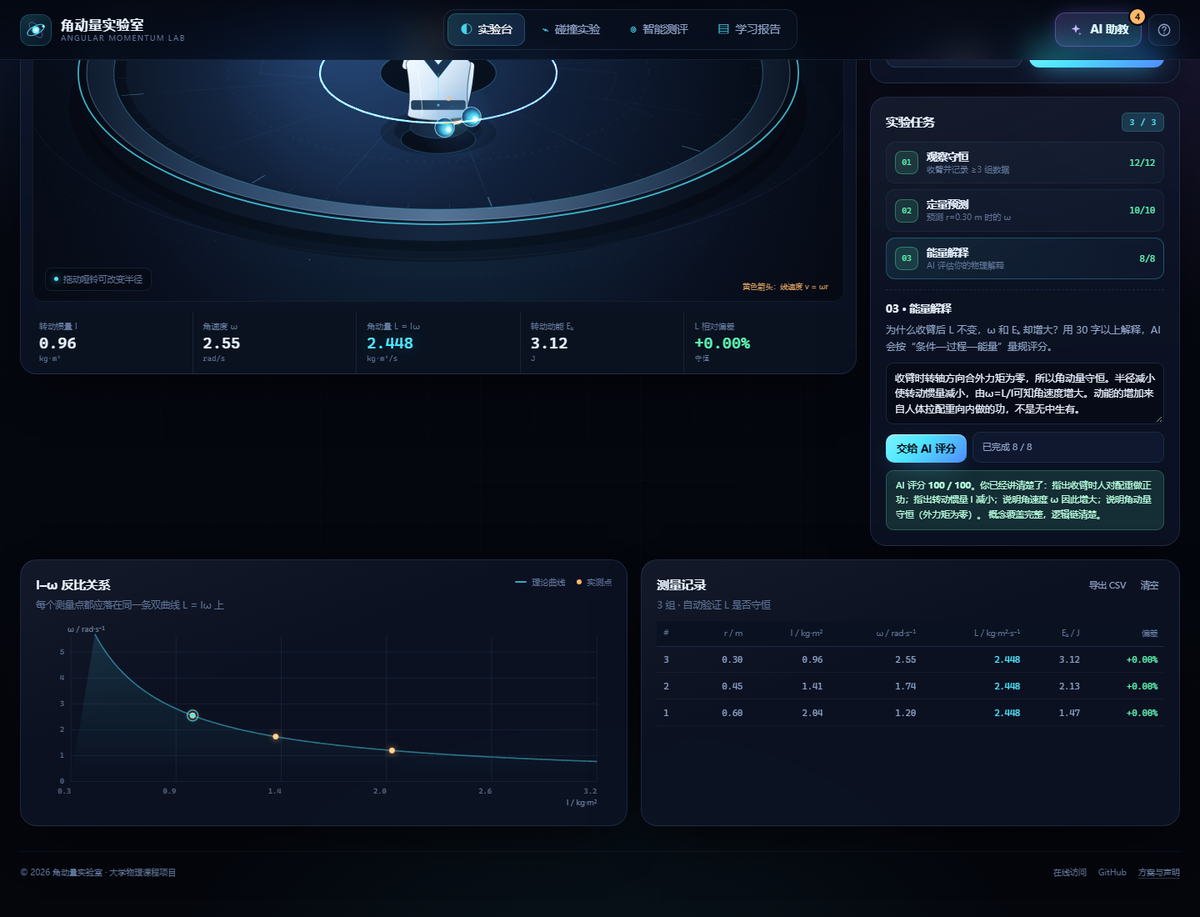 角动量实验室
ANGULAR MOMENTUM LAB
实验台
碰撞实验
智能测评
学习报告
AI 助教
4
拖动哑铃可改变半径
黄色箭头：线速度 v = ωr
转动惯量 I
0.96
kg·m²
角速度 ω
2.55
rad/s
角动量 L = Iω
2.448
kg·m²/s
转动动能 Eₖ
3.12
J
L 相对偏差
+0.00%
守恒
实验任务
3 / 3
01
观察守恒
收臂并记录 ≥3 组数据
12/12
02
定量预测
预测 r=0.30 m 时的 ω
10/10
03
能量解释
AI 评估你的物理解释
8/8
03 • 能量解释
为什么收臂后 L 不变，ω 和 Eₖ 却增大？用 30 字以上解释，AI
会按“条件—过程—能量”量规评分。
收臂时转轴方向合外力矩为零，所以角动量守恒。半径减小
使转动惯量减小，由ω=L/I可知角速度增大。动能的增加来
自人体拉配重向内做的功，不是无中生有。
交给 AI 评分
已完成 8 / 8
AI 评分 100 / 100。你已经讲清楚了：指出收臂时人对配重做正
功；指出转动惯量 I 减小；说明角速度 ω 因此增大；说明角动量
守恒（外力矩为零）。 概念覆盖完整，逻辑链清楚。
I–ω 反比关系
理论曲线
实测点
每个测量点都应落在同一条双曲线 L = Iω 上
ω / rad·s⁻¹
5
4
3
2
1
0
0.3
0.9
1.4
2.0
2.6
3.2
I / kg·m²
测量记录
导出 CSV
清空
3 组 · 自动验证 L 是否守恒
# r / m I / kg·m² ω / rad·s⁻¹ L / kg·m²·s⁻¹ Eₖ / J 偏差
3 0.30 0.96 2.55 2.448 3.12 +0.00%
2 0.45 1.41 1.74 2.448 2.13 +0.00%
1 0.60 2.04 1.20 2.448 1.47 +0.00%
© 2026 角动量实验室 · 大学物理课程项目
在线访问
GitHub
方案与声明